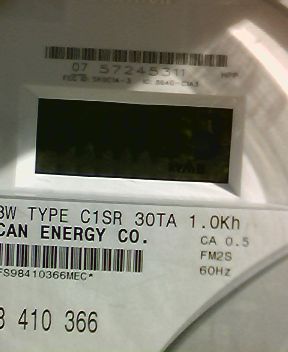 07 57245311
3W TYPE C1SR 30TA 1.0Kh
CAN ENERGY CO.
CA 0.5
FM2S
60Hz
FS98410366MEC*
8 410 366